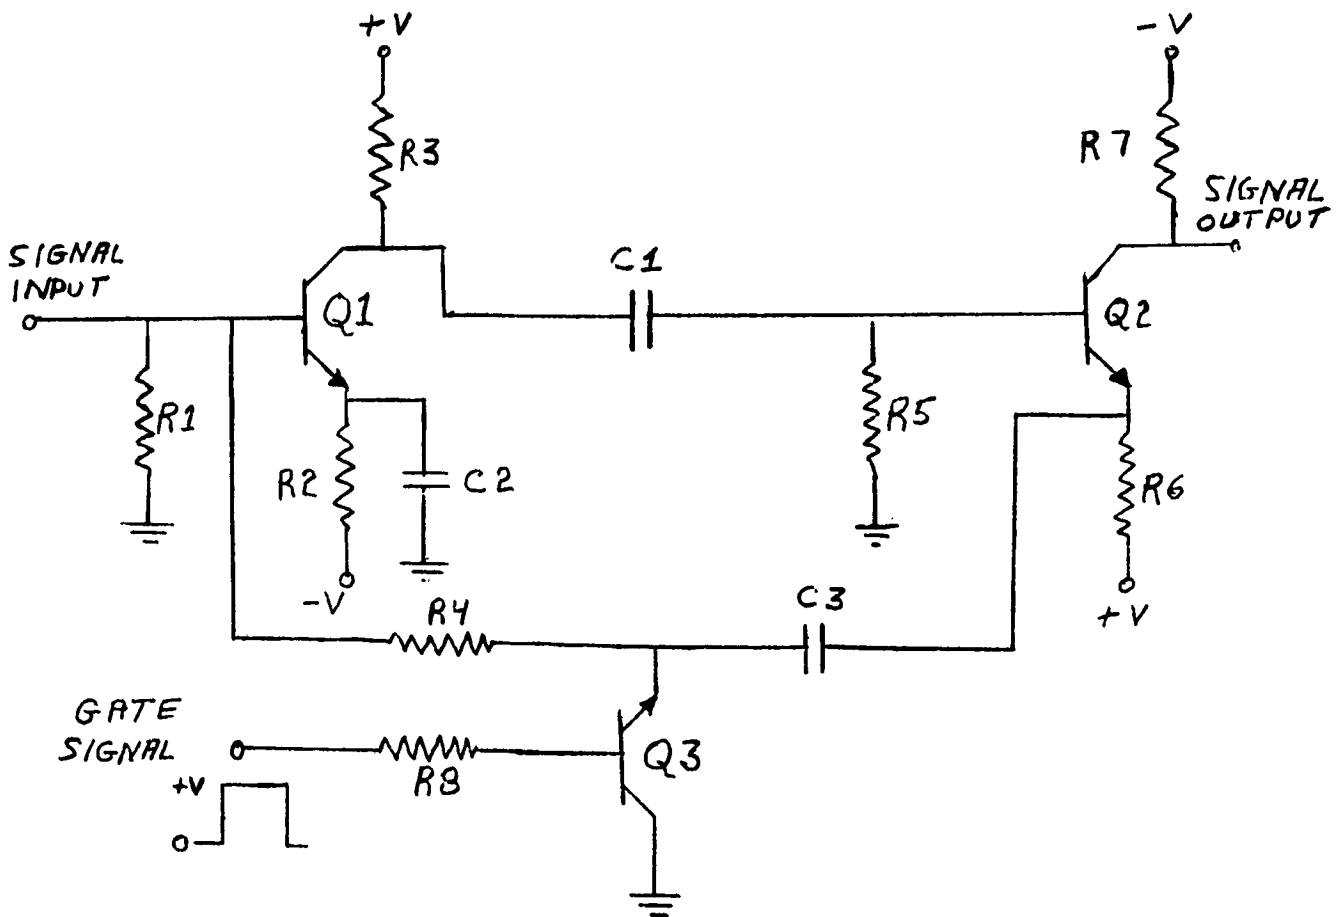 +V
-V
R3
R7
SIGNAL
OUTPUT
SIGNAL
INPUT
C1
Q1
Q2
R1
R5
R2
C2
R6
-V
R4
C3
+V
GATE
SIGNAL
Q3
R8
+V
0